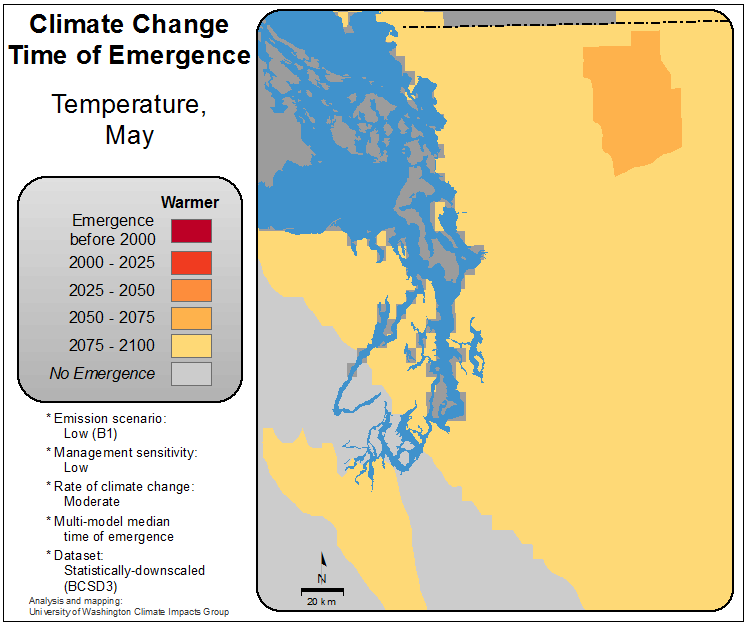 Climate Change
Time of Emergence
Temperature,
May
Warmer
Emergence
before 2000
2000 - 2025
2025 - 2050
2050 - 2075
2075 - 2100
No Emergence
* Emission scenario:
Low (B1)
* Management sensitivity:
Low
* Rate of climate change:
Moderate
* Multi-model median
time of emergence
* Dataset:
Statistically-downscaled
(BCSD3)
Analysis and mapping:
University of Washington Climate Impacts Group
N
20 km